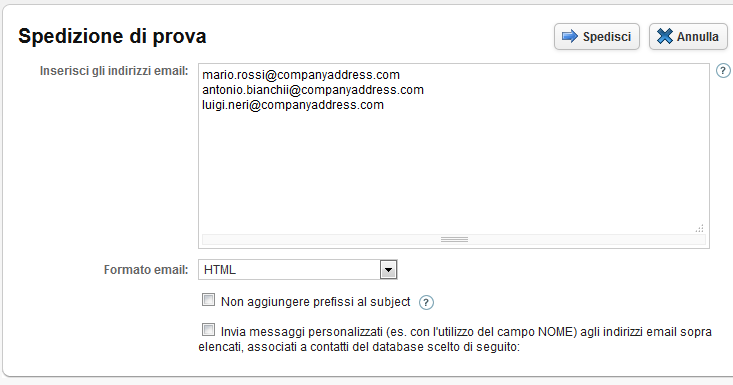 Spedizione di prova
Spedisci
Annulla
Inserisci gli indirizzi email:
mario.rossi@companyaddress.com
antonio.bianchii@companyaddress.com
luigi.neri@companyaddress.com
?
Formato email:
HTML
Non aggiungere prefissi al subject
?
Invia messaggi personalizzati (es. con l'utilizzo del campo NOME) agli indirizzi email sopra
elencati, associati a contatti del database scelto di seguito: